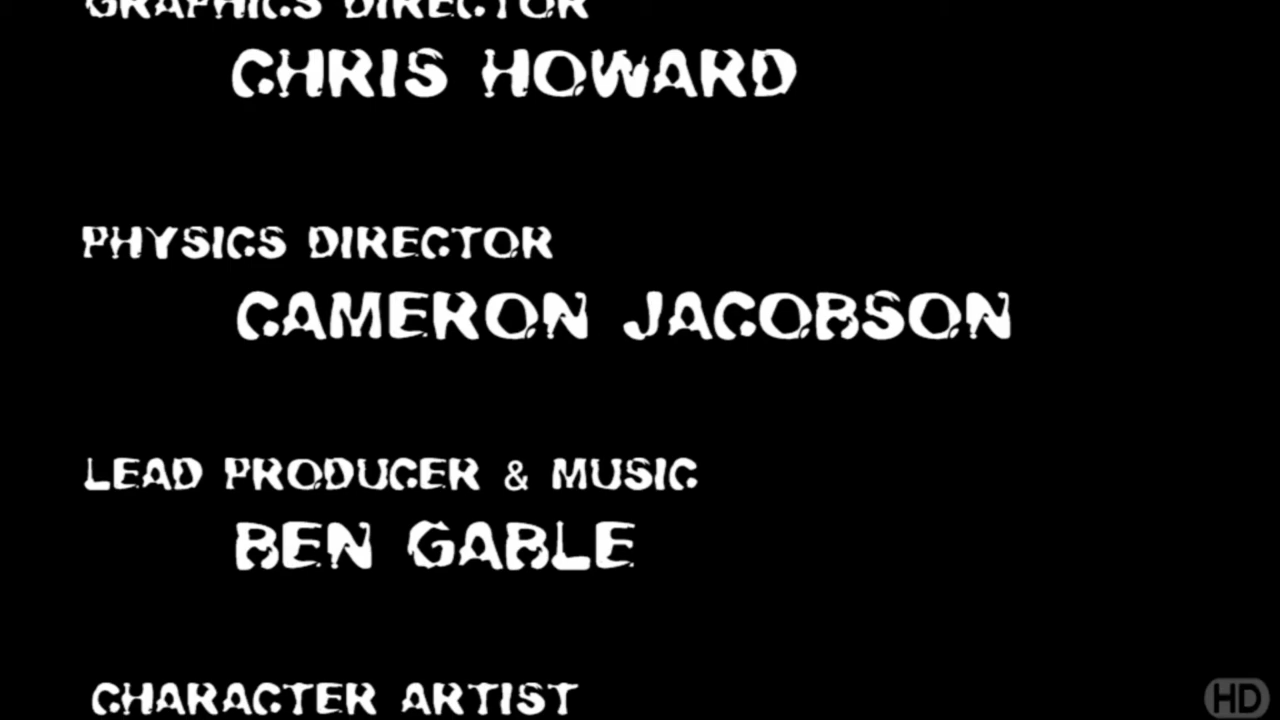 GRAPHICS DIRECTOR
CHRIS HOWARD
PHYSICS DIRECTOR
CAMERON JACOBSON
LEAD PRODUCER & MUSIC
BEN GABLE
CHARACTER ARTIST
HD